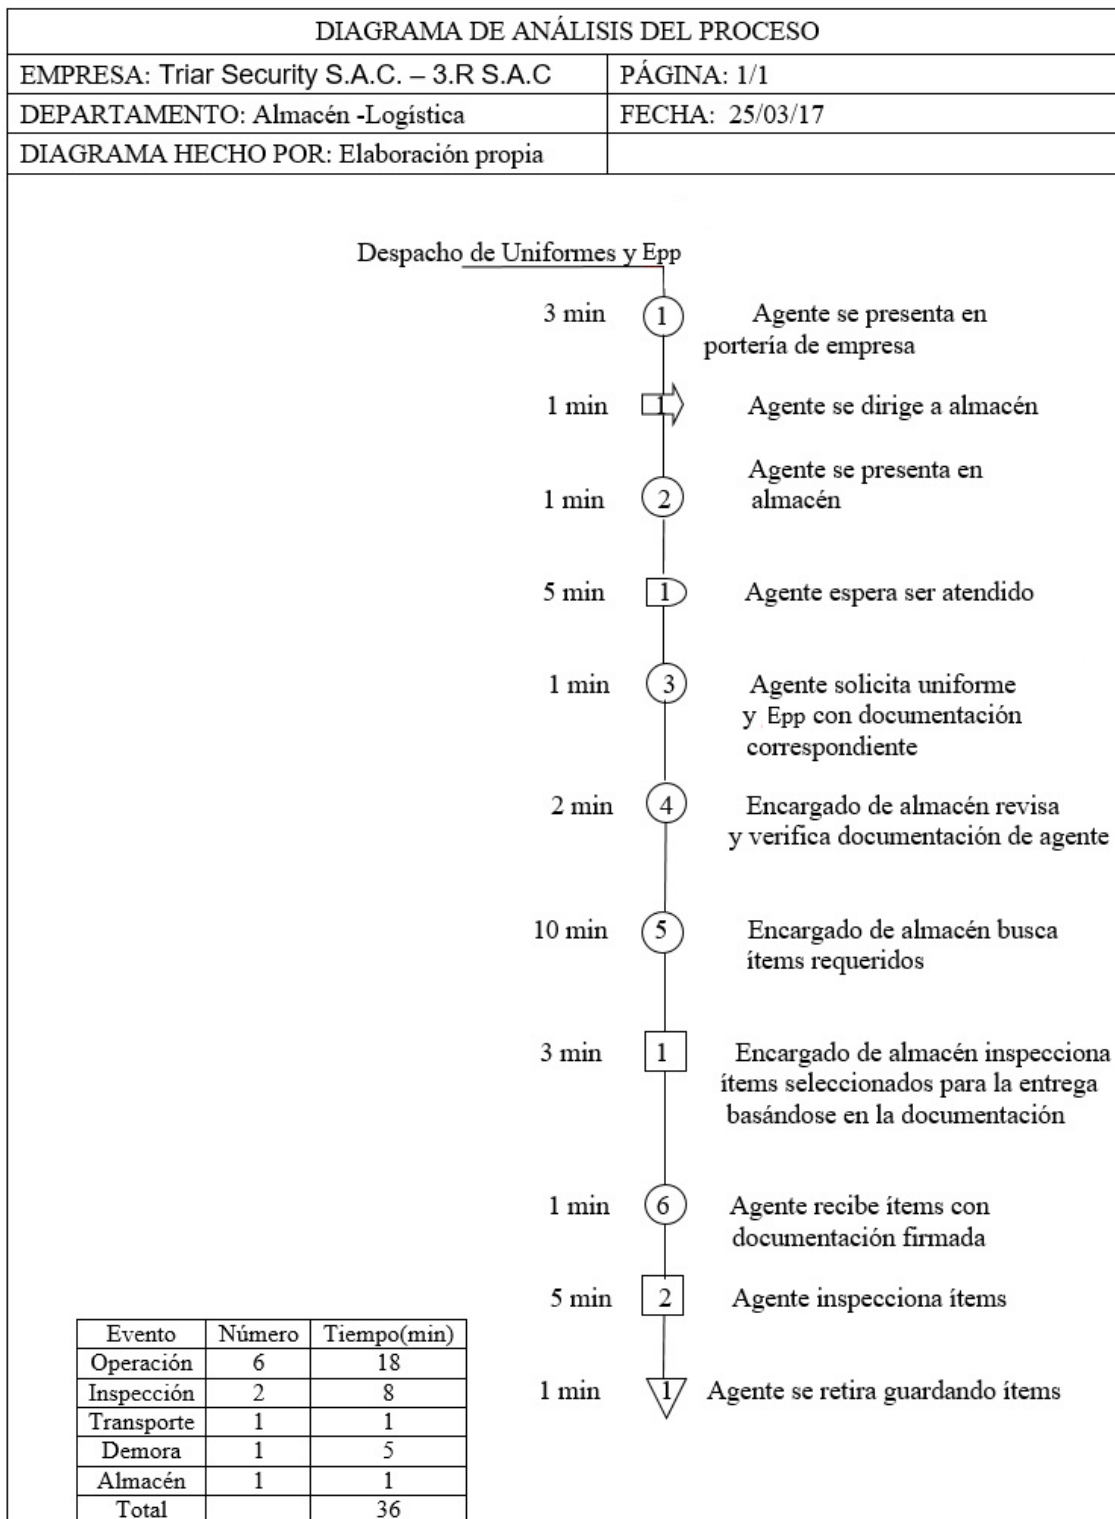 DIAGRAMA DE ANÁLISIS DEL PROCESO
EMPRESA: Triar Security S.A.C. – 3.R S.A.C
PÁGINA: 1/1
DEPARTAMENTO: Almacén -Logística
FECHA: 25/03/17
DIAGRAMA HECHO POR: Elaboración propia
Despacho de Uniformes y Epp
3 min 1 Agente se presenta en
portería de empresa
1 min 1 Agente se dirige a almacén
Agente se presenta en
1 min 2 almacén
5 min 1 Agente espera ser atendido
1 min 3 Agente solicita uniforme
y Epp con documentación
correspondiente
2 min 4 Encargado de almacén revisa
y verifica documentación de agente
10 min 5 Encargado de almacén busca
ítems requeridos
3 min 1 Encargado de almacén inspecciona
ítems seleccionados para la entrega
basándose en la documentación
1 min 6 Agente recibe ítems con
documentación firmada
5 min 2 Agente inspecciona ítems
1 min 1 Agente se retira guardando ítems
Evento Número Tiempo(min)
Operación 6 18
Inspección 2 8
Transporte 1 1
Demora 1 5
Almacén 1 1
Total 36